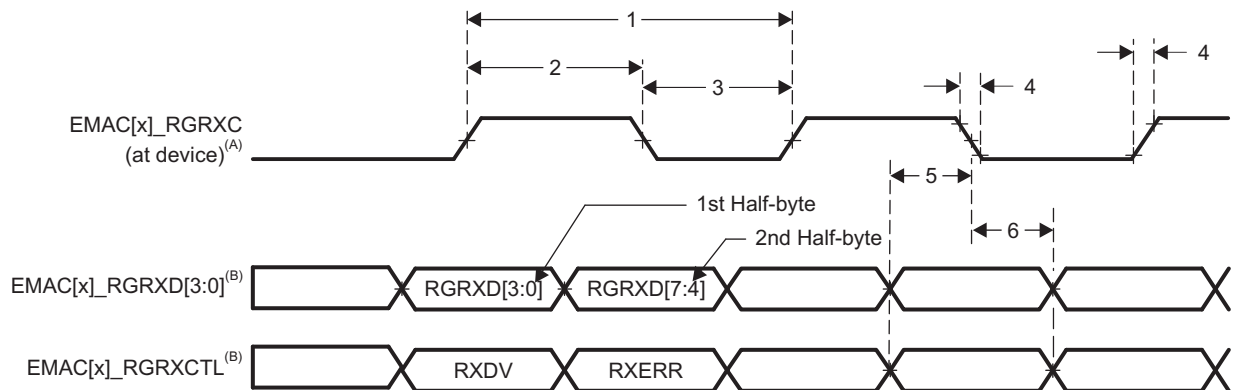 1
2
3
4
4
EMAC[x]_RGRXC
(at device)(A)
5
6
1st Half-byte
2nd Half-byte
EMAC[x]_RGRXD[3:0](B)
RGRXD[3:0]
RGRXD[7:4]
EMAC[x]_RGRXCTL(B)
RXDV
RXERR